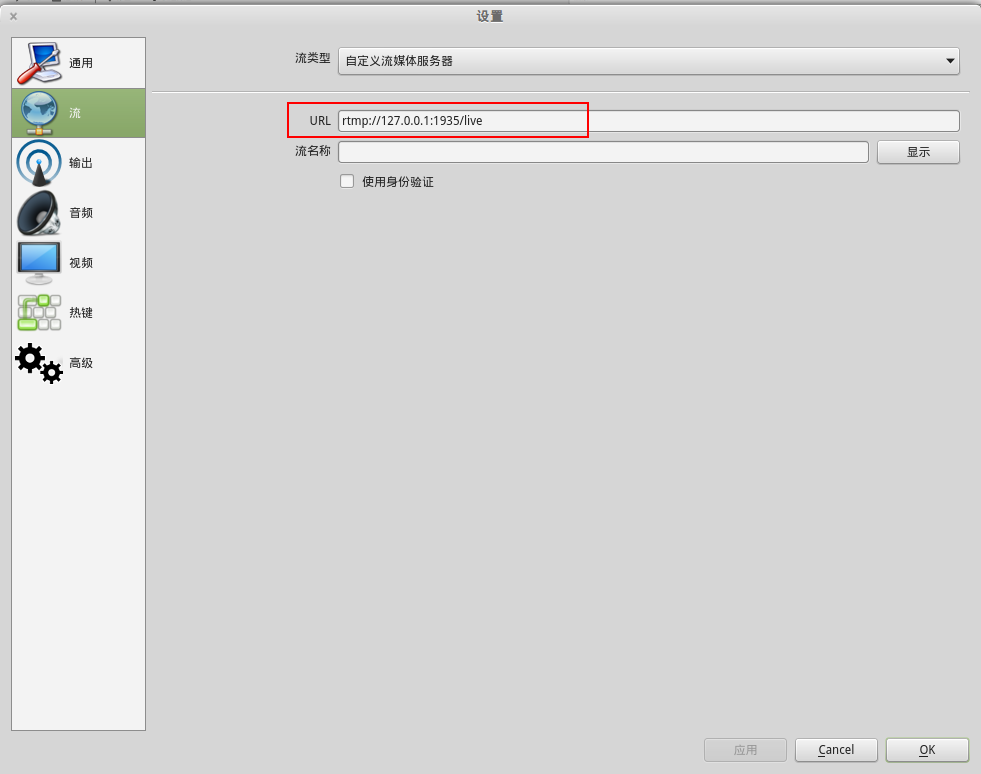 设置
通用
流
输出
音频
视频
热键
高级
流类型 自定义流媒体服务器
URL rtmp://127.0.0.1:1935/live
流名称 显示
使用身份验证
应用 Cancel OK